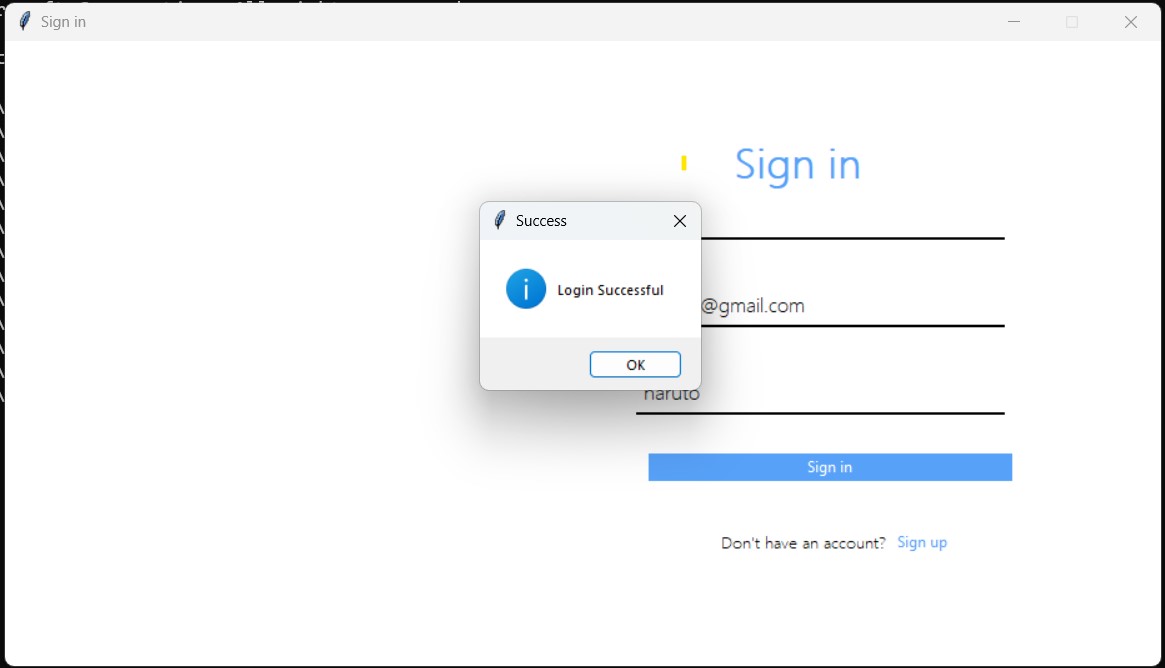 Sign in
Sign in
Success
Login Successful
@gmail.com
OK
naruto
Sign in
Don't have an account? Sign up